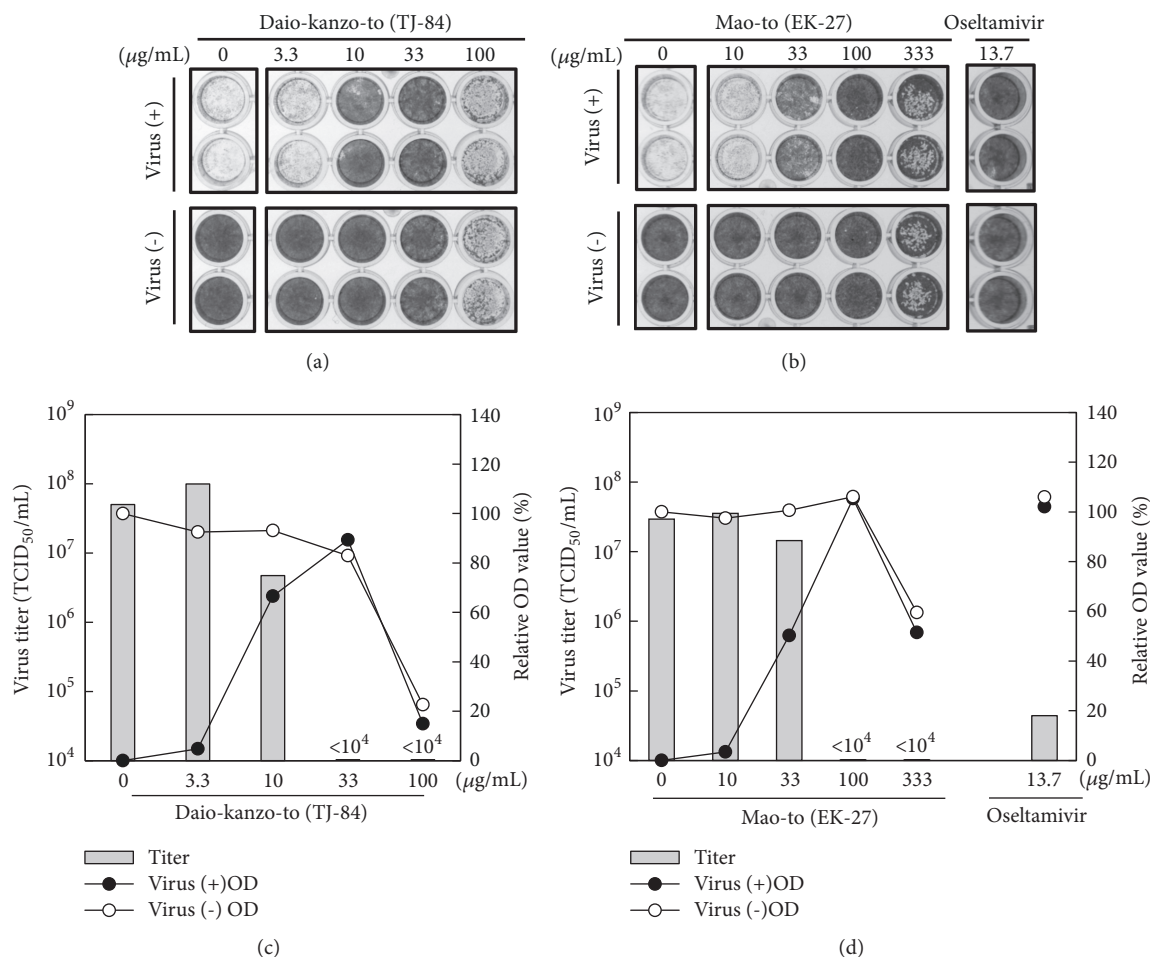 Daio-kanzo-to (TJ-84)
(μg/mL) 0 3.3 10 33 100
Virus (+)
Virus (-)
(a)
Mao-to (EK-27) Oseltamivir
(μg/mL) 0 10 33 100 333 13.7
Virus (+)
Virus (-)
(b)
Virus titer (TCID50/mL)
10^9
10^8
10^7
10^6
10^5
10^4
140
120
100
80
60
40
20
0
Relative OD value (%)
<10^4 <10^4
0 3.3 10 33 100 (μg/mL)
Daio-kanzo-to (TJ-84)
Titer
Virus (+)OD
Virus (-) OD
(c)
Virus titer (TCID50/mL)
10^9
10^8
10^7
10^6
10^5
10^4
140
120
100
80
60
40
20
0
Relative OD value (%)
<10^4 <10^4
0 10 33 100 333 13.7 (μg/mL)
Mao-to (EK-27) Oseltamivir
Titer
Virus (+)OD
Virus (-)OD
(d)